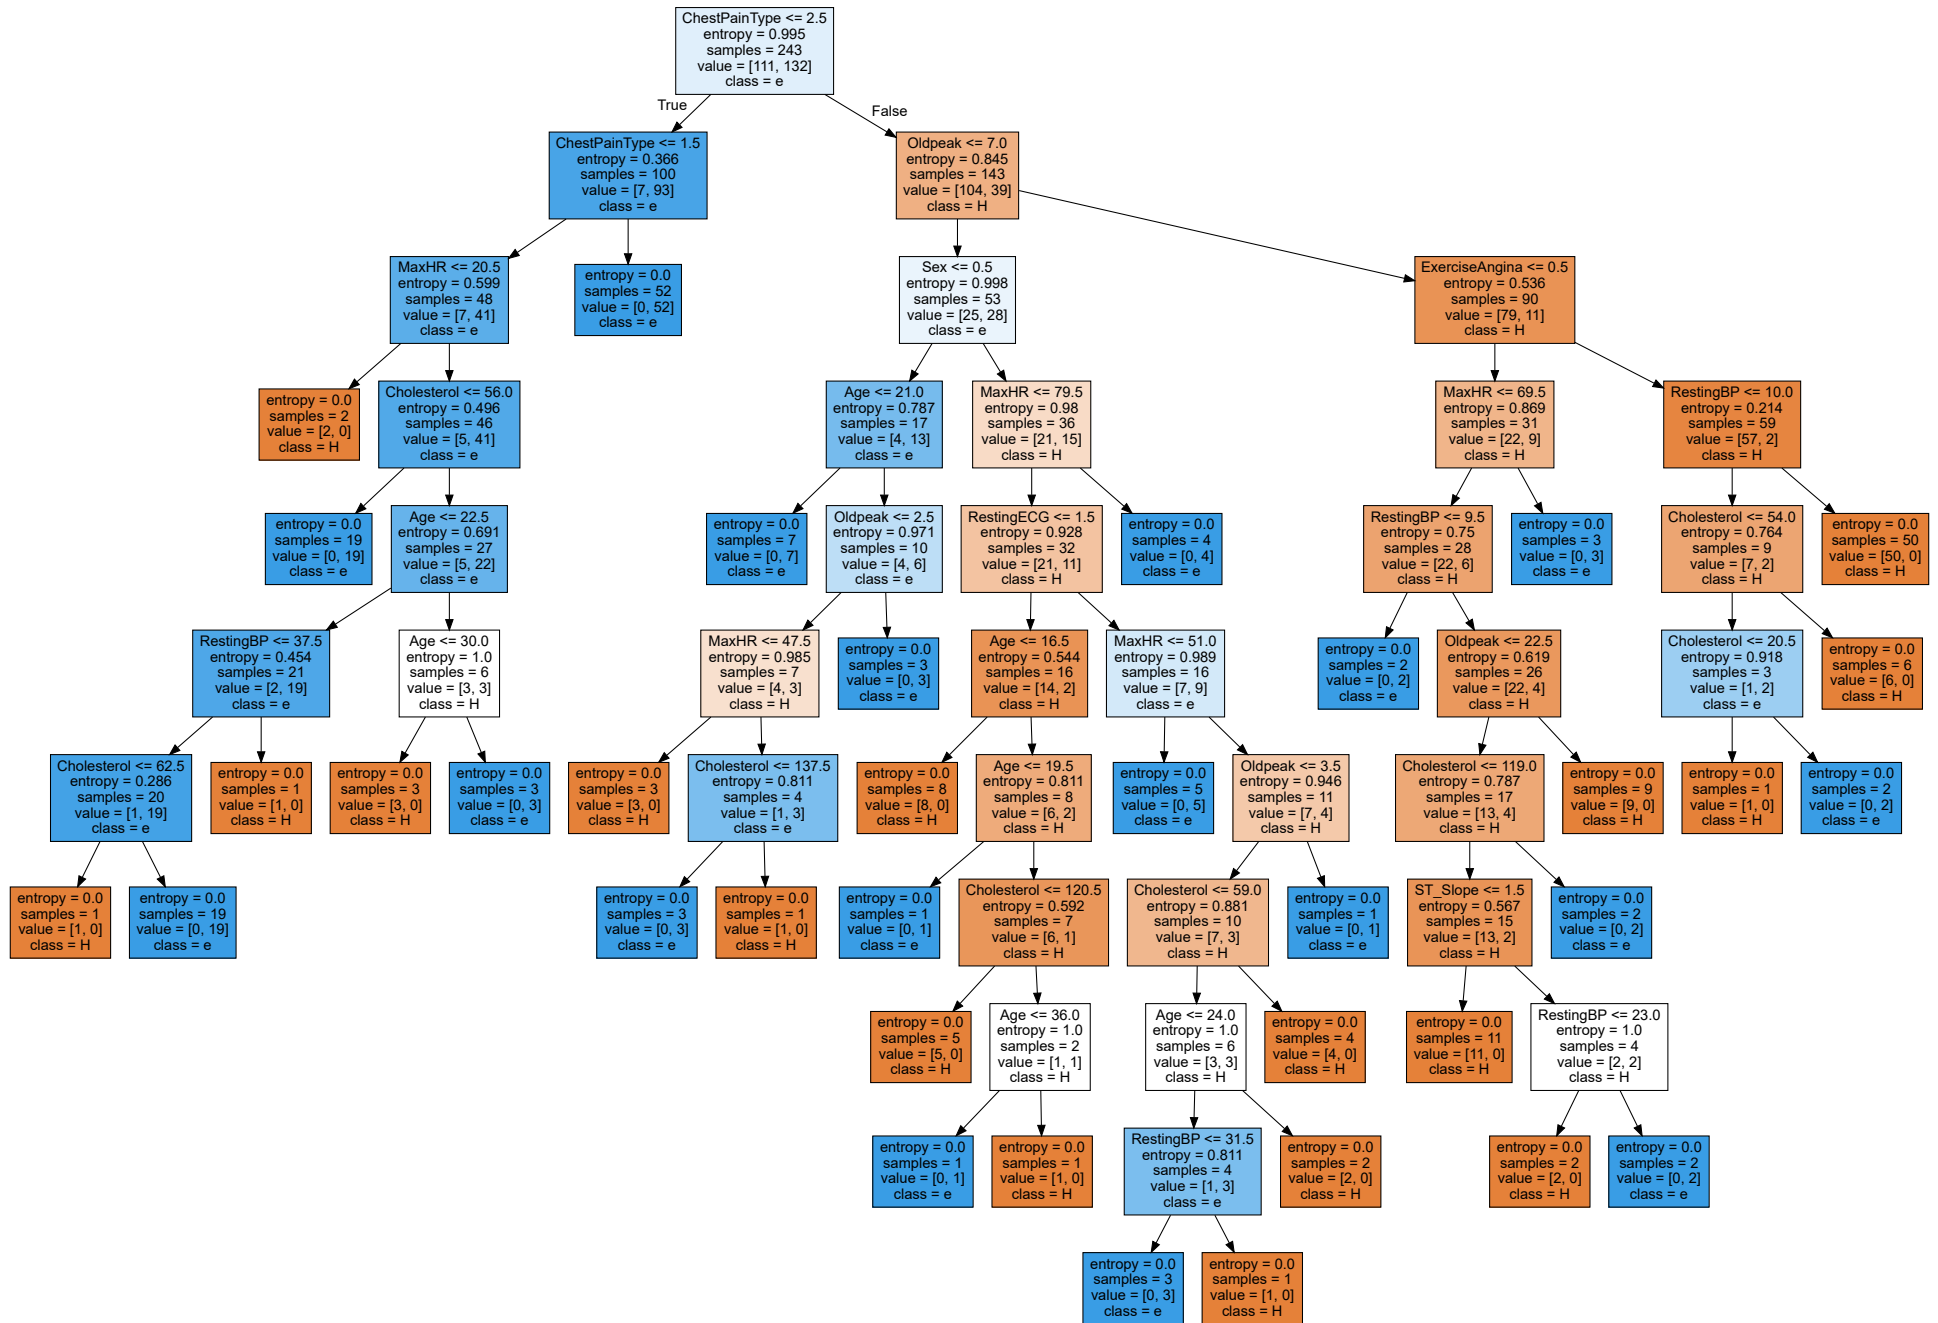 ChestPainType <= 2.5
entropy = 0.995
samples = 243
value = [111, 132]
class = e
True
False
ChestPainType <= 1.5
entropy = 0.366
samples = 100
value = [7, 93]
class = e
Oldpeak <= 7.0
entropy = 0.845
samples = 143
value = [104, 39]
class = H
MaxHR <= 20.5
entropy = 0.599
samples = 48
value = [7, 41]
class = e
entropy = 0.0
samples = 52
value = [0, 52]
class = e
Sex <= 0.5
entropy = 0.998
samples = 53
value = [25, 28]
class = e
ExerciseAngina <= 0.5
entropy = 0.536
samples = 90
value = [79, 11]
class = H
entropy = 0.0
samples = 2
value = [2, 0]
class = H
Cholesterol <= 56.0
entropy = 0.496
samples = 46
value = [5, 41]
class = e
Age <= 21.0
entropy = 0.787
samples = 17
value = [4, 13]
class = e
MaxHR <= 79.5
entropy = 0.98
samples = 36
value = [21, 15]
class = H
MaxHR <= 69.5
entropy = 0.869
samples = 31
value = [22, 9]
class = H
RestingBP <= 10.0
entropy = 0.214
samples = 59
value = [57, 2]
class = H
entropy = 0.0
samples = 19
value = [0, 19]
class = e
Age <= 22.5
entropy = 0.691
samples = 27
value = [5, 22]
class = e
entropy = 0.0
samples = 7
value = [0, 7]
class = e
Oldpeak <= 2.5
entropy = 0.971
samples = 10
value = [4, 6]
class = e
RestingECG <= 1.5
entropy = 0.928
samples = 32
value = [21, 11]
class = H
entropy = 0.0
samples = 4
value = [0, 4]
class = e
RestingBP <= 9.5
entropy = 0.75
samples = 28
value = [22, 6]
class = H
entropy = 0.0
samples = 3
value = [0, 3]
class = e
Cholesterol <= 54.0
entropy = 0.764
samples = 9
value = [7, 2]
class = H
entropy = 0.0
samples = 50
value = [50, 0]
class = H
RestingBP <= 37.5
entropy = 0.454
samples = 21
value = [2, 19]
class = e
Age <= 30.0
entropy = 1.0
samples = 6
value = [3, 3]
class = H
MaxHR <= 47.5
entropy = 0.985
samples = 7
value = [4, 3]
class = H
entropy = 0.0
samples = 3
value = [0, 3]
class = e
Age <= 16.5
entropy = 0.544
samples = 16
value = [14, 2]
class = H
MaxHR <= 51.0
entropy = 0.989
samples = 16
value = [7, 9]
class = e
entropy = 0.0
samples = 2
value = [0, 2]
class = e
Oldpeak <= 22.5
entropy = 0.619
samples = 26
value = [22, 4]
class = H
Cholesterol <= 20.5
entropy = 0.918
samples = 3
value = [1, 2]
class = e
entropy = 0.0
samples = 6
value = [6, 0]
class = H
Cholesterol <= 62.5
entropy = 0.286
samples = 20
value = [1, 19]
class = e
entropy = 0.0
samples = 1
value = [1, 0]
class = H
entropy = 0.0
samples = 3
value = [3, 0]
class = H
entropy = 0.0
samples = 3
value = [0, 3]
class = e
entropy = 0.0
samples = 3
value = [3, 0]
class = H
Cholesterol <= 137.5
entropy = 0.811
samples = 4
value = [1, 3]
class = e
entropy = 0.0
samples = 8
value = [8, 0]
class = H
Age <= 19.5
entropy = 0.811
samples = 8
value = [6, 2]
class = H
entropy = 0.0
samples = 5
value = [0, 5]
class = e
Oldpeak <= 3.5
entropy = 0.946
samples = 11
value = [7, 4]
class = H
Cholesterol <= 119.0
entropy = 0.787
samples = 17
value = [13, 4]
class = H
entropy = 0.0
samples = 9
value = [9, 0]
class = H
entropy = 0.0
samples = 1
value = [1, 0]
class = H
entropy = 0.0
samples = 2
value = [0, 2]
class = e
entropy = 0.0
samples = 1
value = [1, 0]
class = H
entropy = 0.0
samples = 19
value = [0, 19]
class = e
entropy = 0.0
samples = 3
value = [0, 3]
class = e
entropy = 0.0
samples = 1
value = [1, 0]
class = H
entropy = 0.0
samples = 1
value = [0, 1]
class = e
Cholesterol <= 120.5
entropy = 0.592
samples = 7
value = [6, 1]
class = H
Cholesterol <= 59.0
entropy = 0.881
samples = 10
value = [7, 3]
class = H
entropy = 0.0
samples = 1
value = [0, 1]
class = e
ST_Slope <= 1.5
entropy = 0.567
samples = 15
value = [13, 2]
class = H
entropy = 0.0
samples = 2
value = [0, 2]
class = e
entropy = 0.0
samples = 5
value = [5, 0]
class = H
Age <= 36.0
entropy = 1.0
samples = 2
value = [1, 1]
class = H
Age <= 24.0
entropy = 1.0
samples = 6
value = [3, 3]
class = H
entropy = 0.0
samples = 4
value = [4, 0]
class = H
entropy = 0.0
samples = 11
value = [11, 0]
class = H
RestingBP <= 23.0
entropy = 1.0
samples = 4
value = [2, 2]
class = H
entropy = 0.0
samples = 1
value = [0, 1]
class = e
entropy = 0.0
samples = 1
value = [1, 0]
class = H
RestingBP <= 31.5
entropy = 0.811
samples = 4
value = [1, 3]
class = e
entropy = 0.0
samples = 2
value = [2, 0]
class = H
entropy = 0.0
samples = 2
value = [2, 0]
class = H
entropy = 0.0
samples = 2
value = [0, 2]
class = e
entropy = 0.0
samples = 3
value = [0, 3]
class = e
entropy = 0.0
samples = 1
value = [1, 0]
class = H